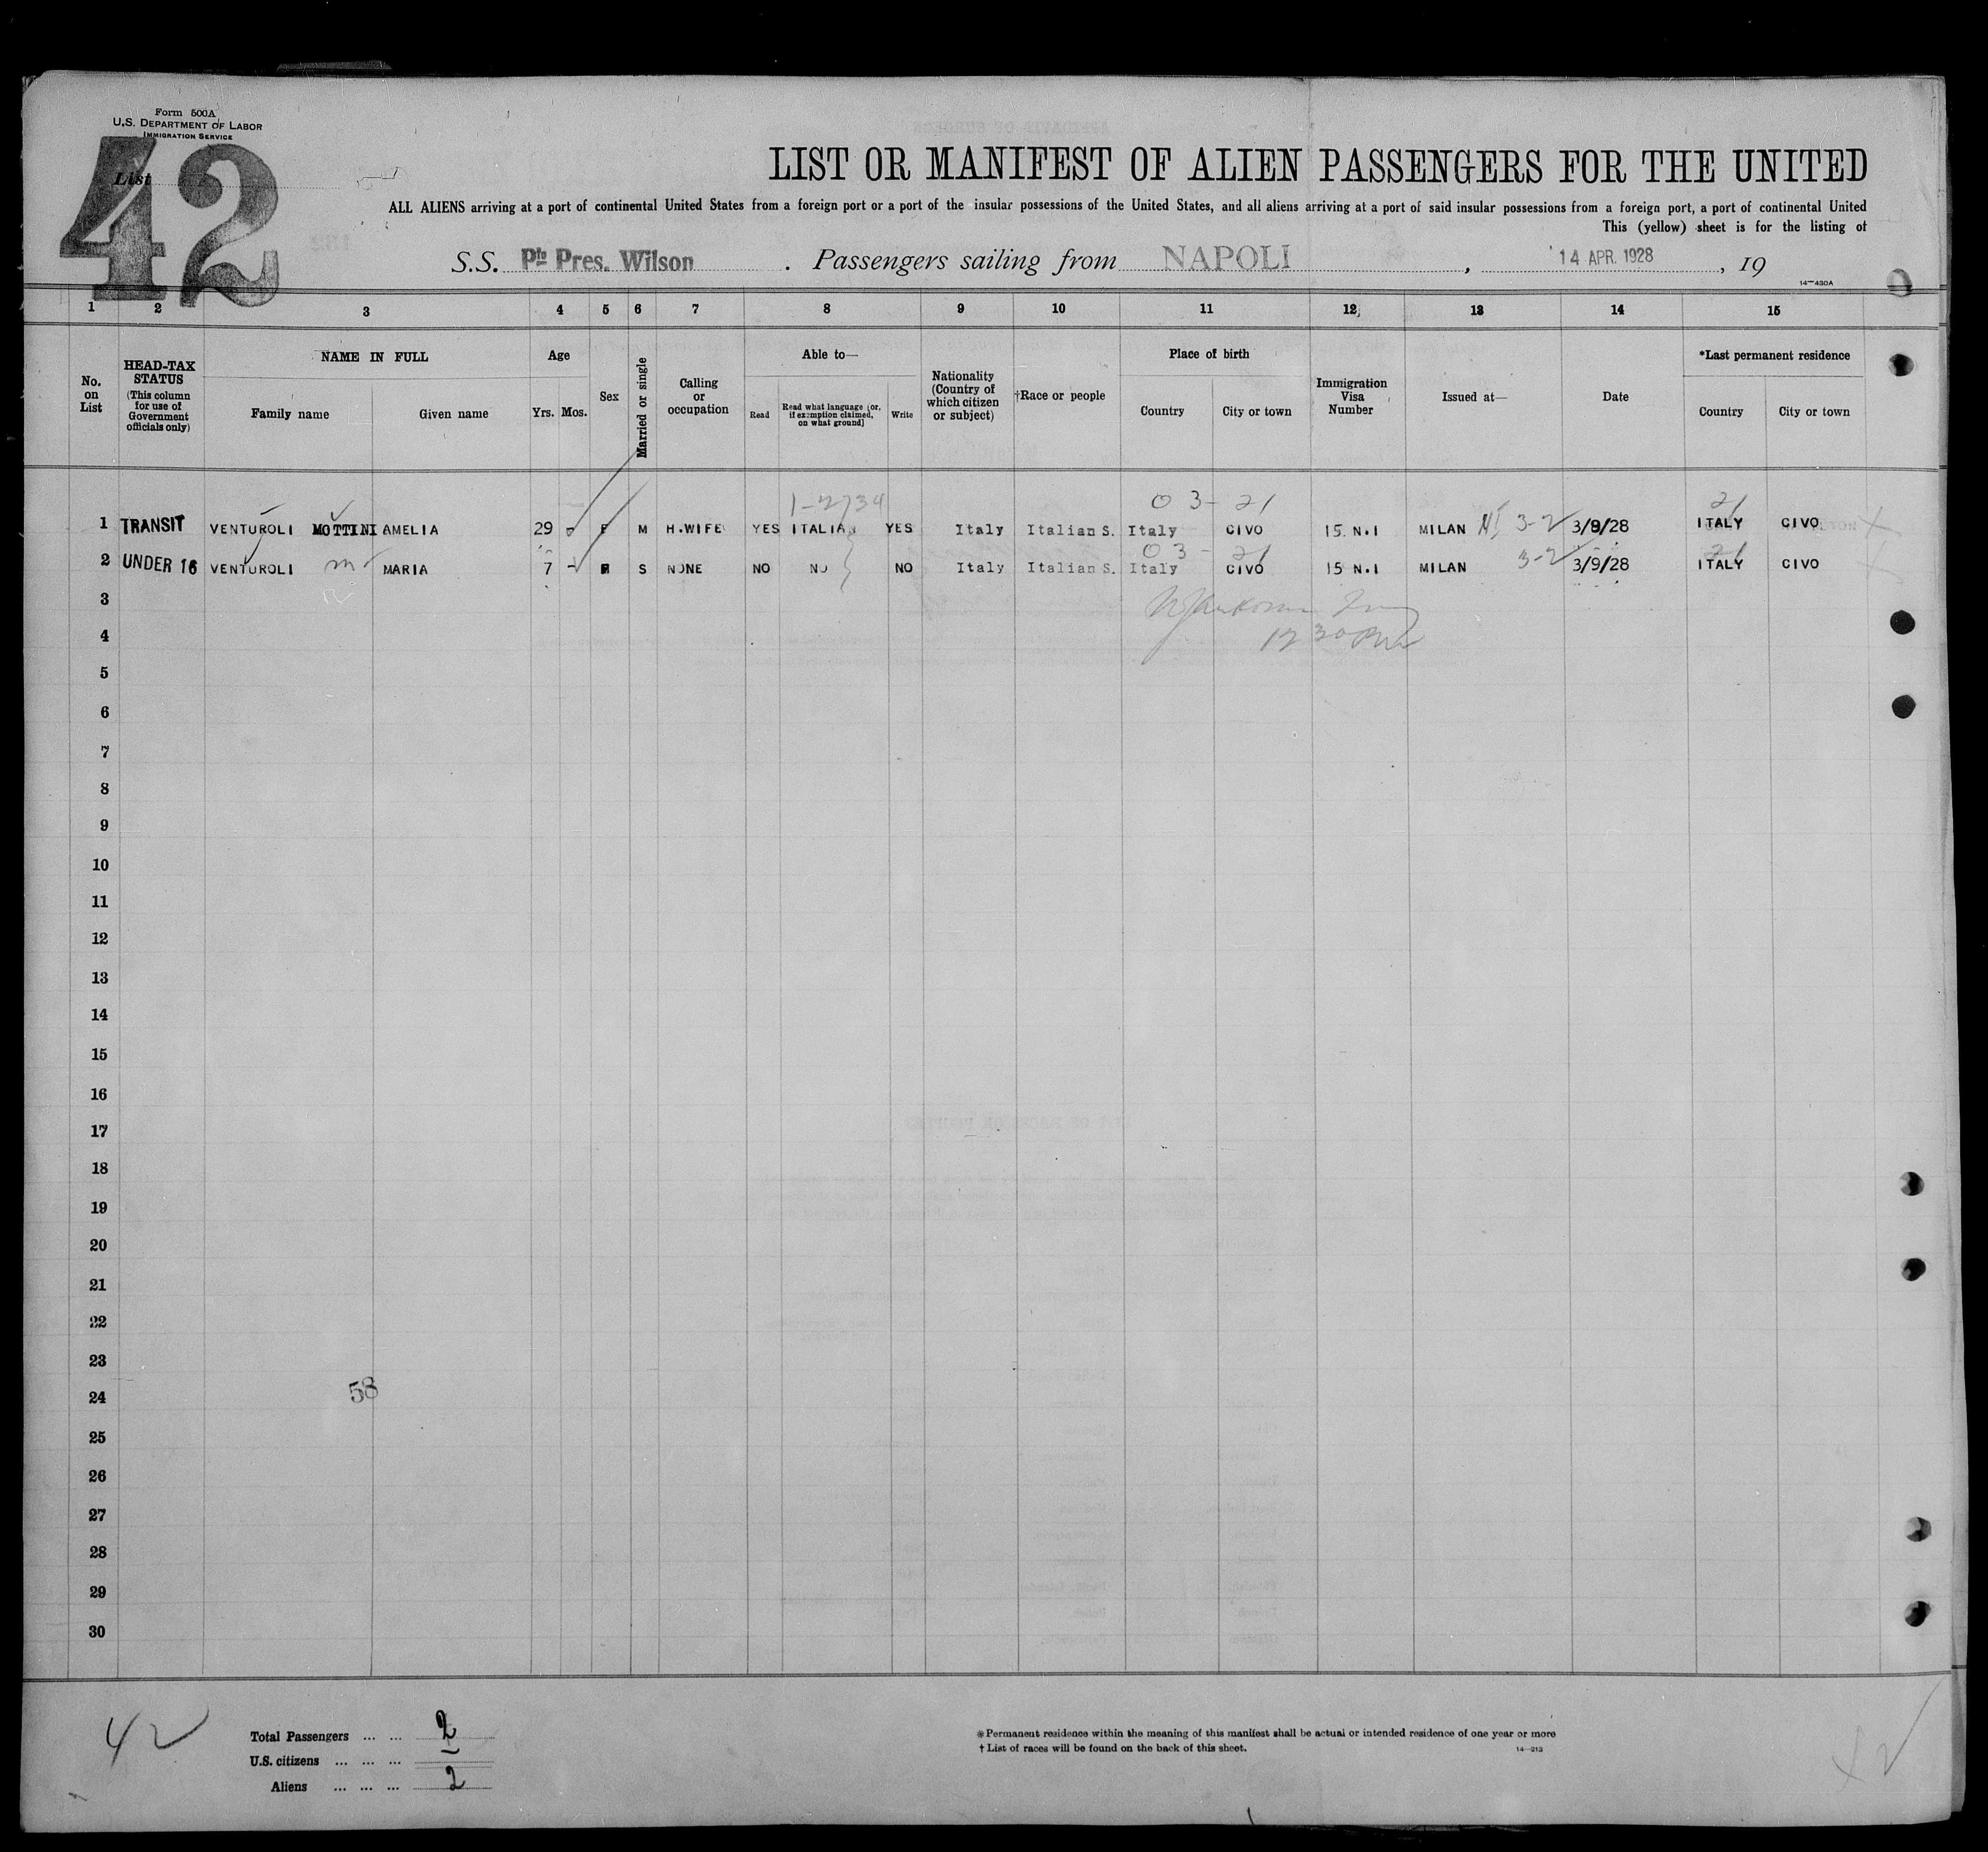 Form 500A
U.S. DEPARTMENT OF LABOR
IMMIGRATION SERVICE
42
List
LIST OR MANIFEST OF ALIEN PASSENGERS FOR THE UNITED
ALL ALIENS arriving at a port of continental United States from a foreign port or a port of the insular possessions of the United States, and all aliens arriving at a port of said insular possessions from a foreign port, a port of continental United
This (yellow) sheet is for the listing of
S.S. Pte Pres. Wilson . Passengers sailing from NAPOLI , 14 APR. 1928 , 19
14—430A
1 2 3 4 5 6 7 8 9 10 11 12 13 14 15
No. on List
HEAD-TAX STATUS (This column for use of Government officials only)
NAME IN FULL
Family name Given name
Age
Yrs. Mos.
Sex
Married or single
Calling or occupation
Able to—
Read
Read what language [or, if exemption claimed, on what ground]
Write
Nationality (Country of which citizen or subject)
†Race or people
Place of birth
Country City or town
Immigration Visa Number
Issued at—
Date
*Last permanent residence
Country City or town
1-2734 03- 21 21
1 TRANSIT VENTUROLI MOTTINI AMELIA 29 F M H.WIFE YES ITALIAN YES Italy Italian S. Italy CIVO 15 N.I MILAN NI 3-2 3/9/28 ITALY CIVO
03- 21 21
2 UNDER 16 VENTUROLI m MARIA 7 F S NONE NO NO NO Italy Italian S. Italy CIVO 15 N.I MILAN 3-2 3/9/28 ITALY CIVO
3
4 12 30
5
6
7
8
9
10
11
12
13
14
15
16
17
18
19
20
21
22
23
24 58
25
26
27
28
29
30
42
Total Passengers ... ... 2
U.S. citizens ... ... ... –
Aliens ... ... ... 2
*Permanent residence within the meaning of this manifest shall be actual or intended residence of one year or more
†List of races will be found on the back of this sheet.
14—213
42